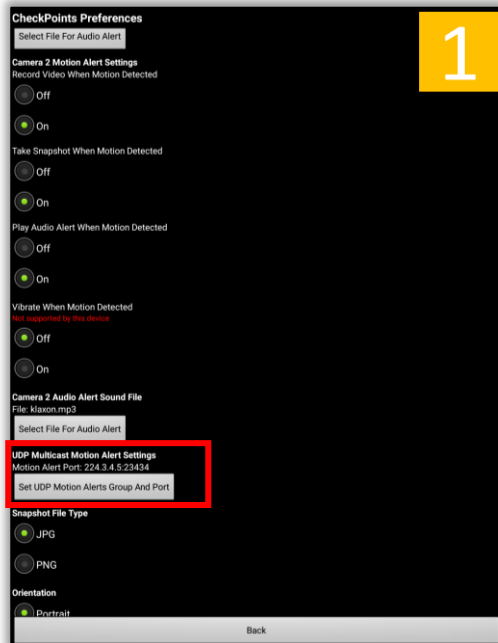 CheckPoints Preferences
1
Select File For Audio Alert
Camera 2 Motion Alert Settings
Record Video When Motion Detected
Off
On
Take Snapshot When Motion Detected
Off
On
Play Audio Alert When Motion Detected
Off
On
Vibrate When Motion Detected
Not supported by this device.
Off
On
Camera 2 Audio Alert Sound File
File: klaxon.mp3
Select File For Audio Alert
UDP Multicast Motion Alert Settings
Motion Alert Port: 224.3.4.5:23434
Set UDP Motion Alerts Group And Port
Snapshot File Type
JPG
PNG
Orientation
Portrait
Back